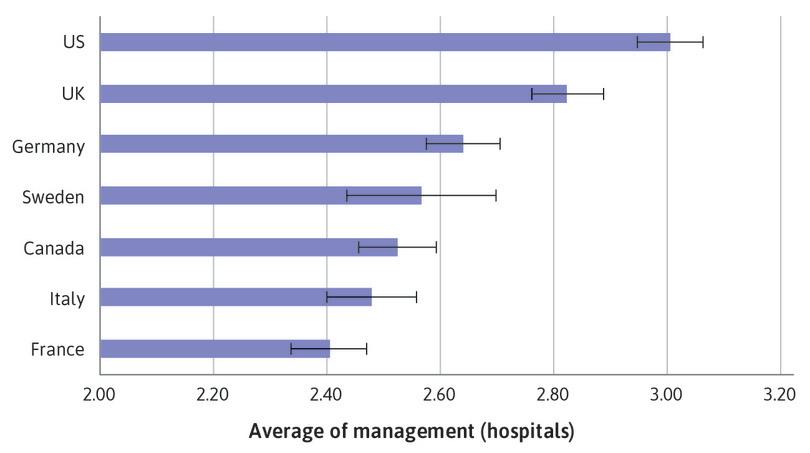 US
UK
Germany
Sweden
Canada
Italy
France
2.00 2.20 2.40 2.60 2.80 3.00 3.20
Average of management (hospitals)